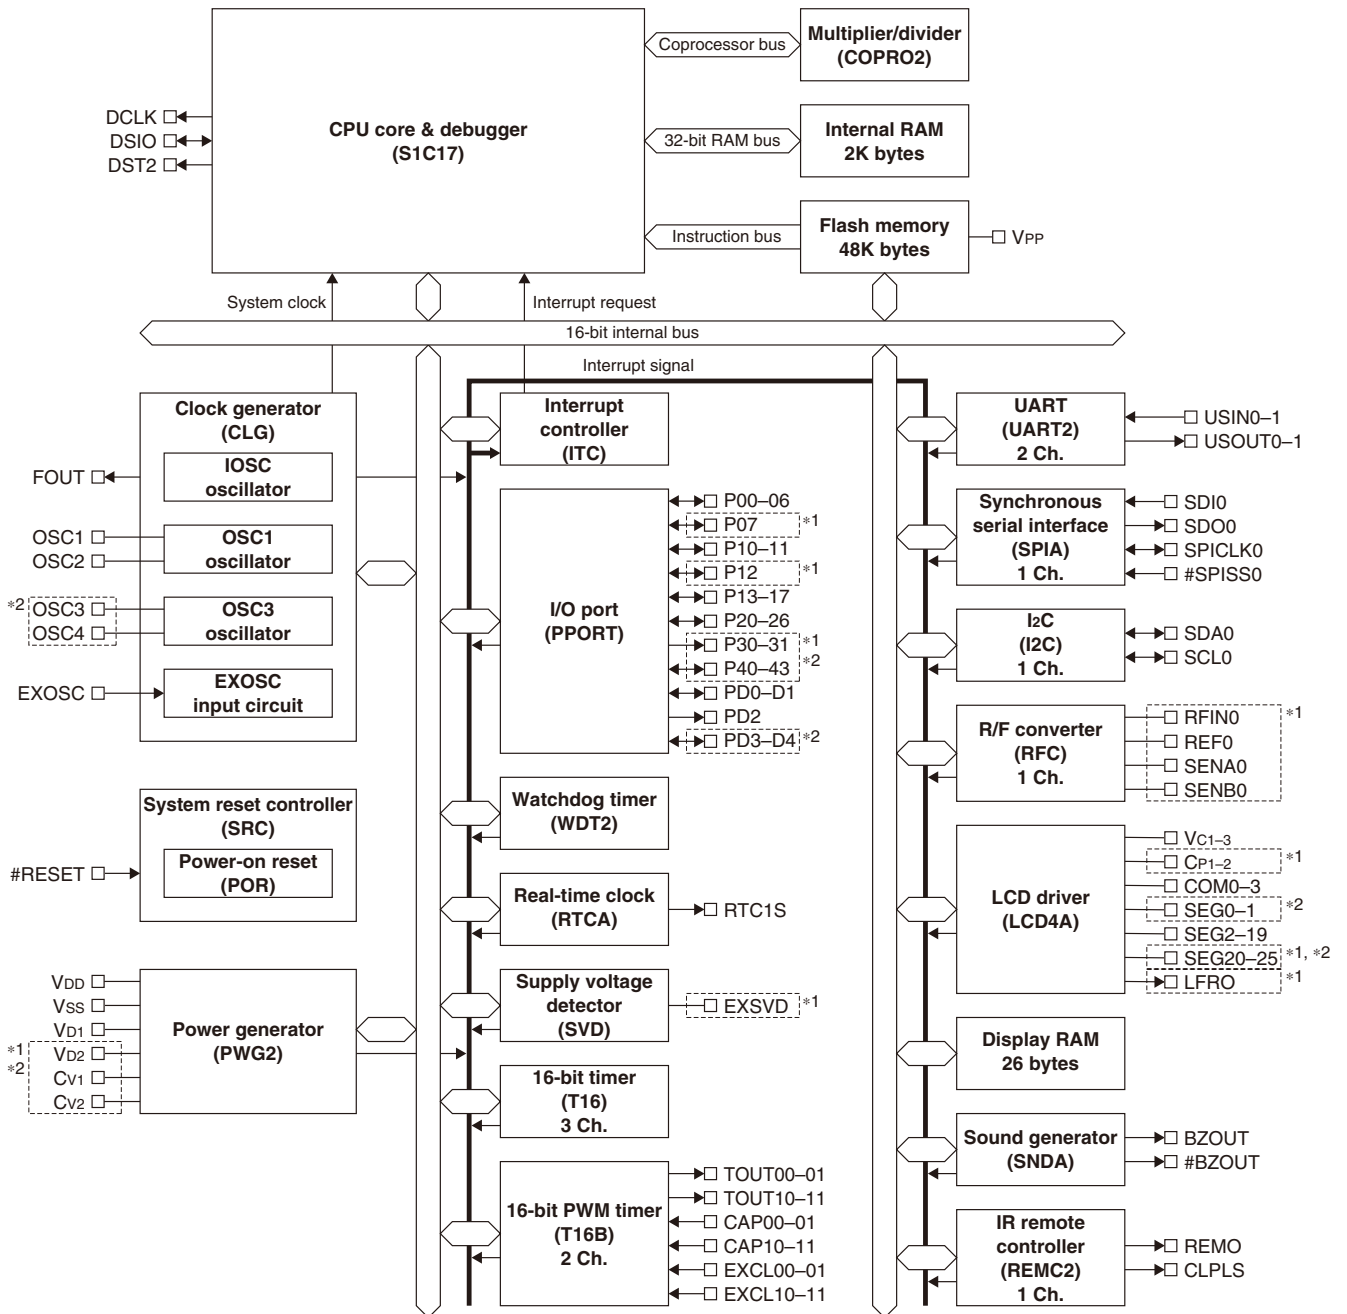 CPU core & debugger
(S1C17)
DCLK
DSIO
DST2
Coprocessor bus
Multiplier/divider
(COPRO2)
32-bit RAM bus
Internal RAM
2K bytes
Instruction bus
Flash memory
48K bytes
VPP
System clock
Interrupt request
16-bit internal bus
Interrupt signal
Clock generator
(CLG)
IOSC
oscillator
OSC1
oscillator
OSC3
oscillator
EXOSC
input circuit
FOUT
OSC1
OSC2
*2
OSC3
OSC4
EXOSC
System reset controller
(SRC)
Power-on reset
(POR)
#RESET
Power generator
(PWG2)
VDD
VSS
VD1
*1
VD2
*2
CV1
CV2
Interrupt
controller
(ITC)
I/O port
(PPORT)
P00–06
P07 *1
P10–11
P12 *1
P13–17
P20–26
P30–31 *1
P40–43 *2
PD0–D1
PD2
PD3–D4 *2
Watchdog timer
(WDT2)
Real-time clock
(RTCA)
RTC1S
Supply voltage
detector
(SVD)
EXSVD *1
16-bit timer
(T16)
3 Ch.
16-bit PWM timer
(T16B)
2 Ch.
TOUT00–01
TOUT10–11
CAP00–01
CAP10–11
EXCL00–01
EXCL10–11
UART
(UART2)
2 Ch.
USIN0–1
USOUT0–1
Synchronous
serial interface
(SPIA)
1 Ch.
SDI0
SDO0
SPICLK0
#SPISS0
I2C
(I2C)
1 Ch.
SDA0
SCL0
R/F converter
(RFC)
1 Ch.
RFIN0 *1
REF0
SENA0
SENB0
LCD driver
(LCD4A)
VC1–3
CP1–2 *1
COM0–3
SEG0–1 *2
SEG2–19
SEG20–25 *1, *2
LFRO *1
Display RAM
26 bytes
Sound generator
(SNDA)
BZOUT
#BZOUT
IR remote
controller
(REMC2)
1 Ch.
REMO
CLPLS